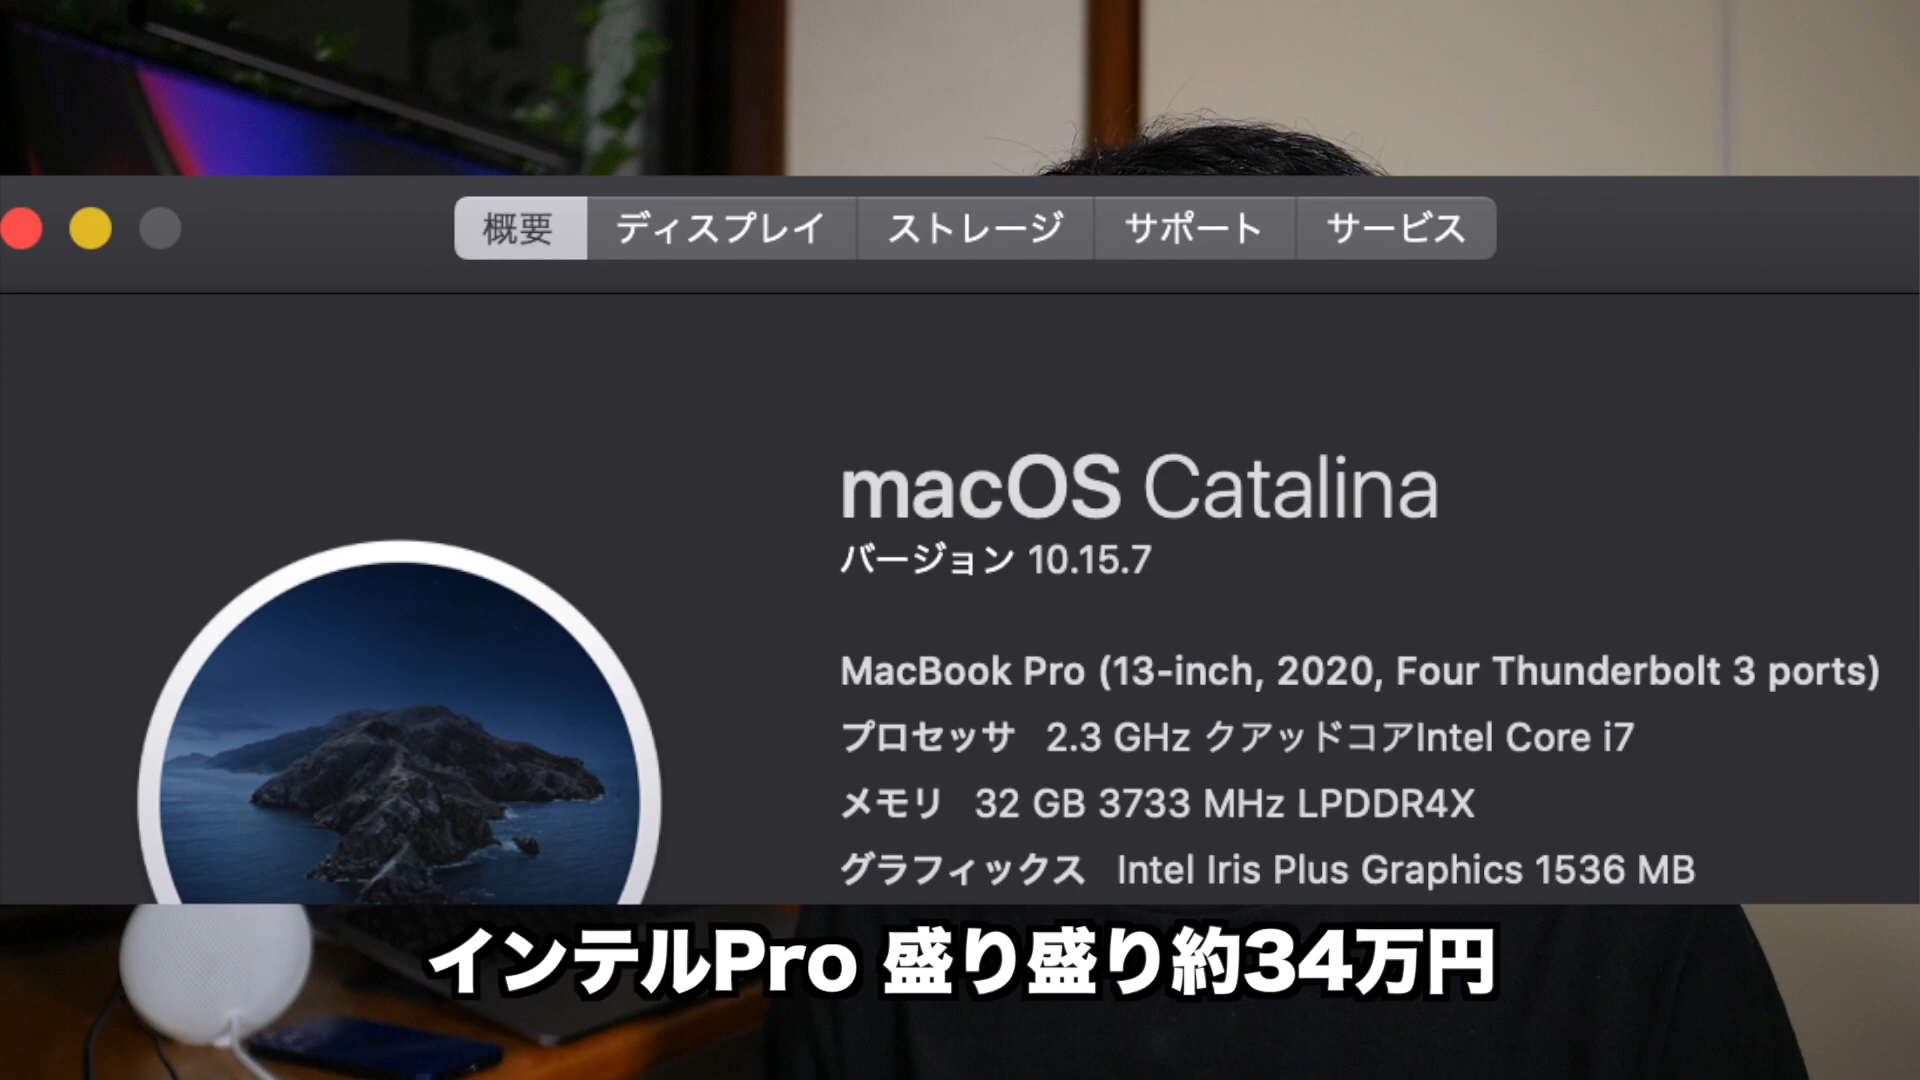 概要 ディスプレイ ストレージ サポート サービス
macOS Catalina
バージョン 10.15.7
MacBook Pro (13-inch, 2020, Four Thunderbolt 3 ports)
プロセッサ 2.3 GHz クアッドコアIntel Core i7
メモリ 32 GB 3733 MHz LPDDR4X
グラフィックス Intel Iris Plus Graphics 1536 MB
インテルPro 盛り盛り約34万円